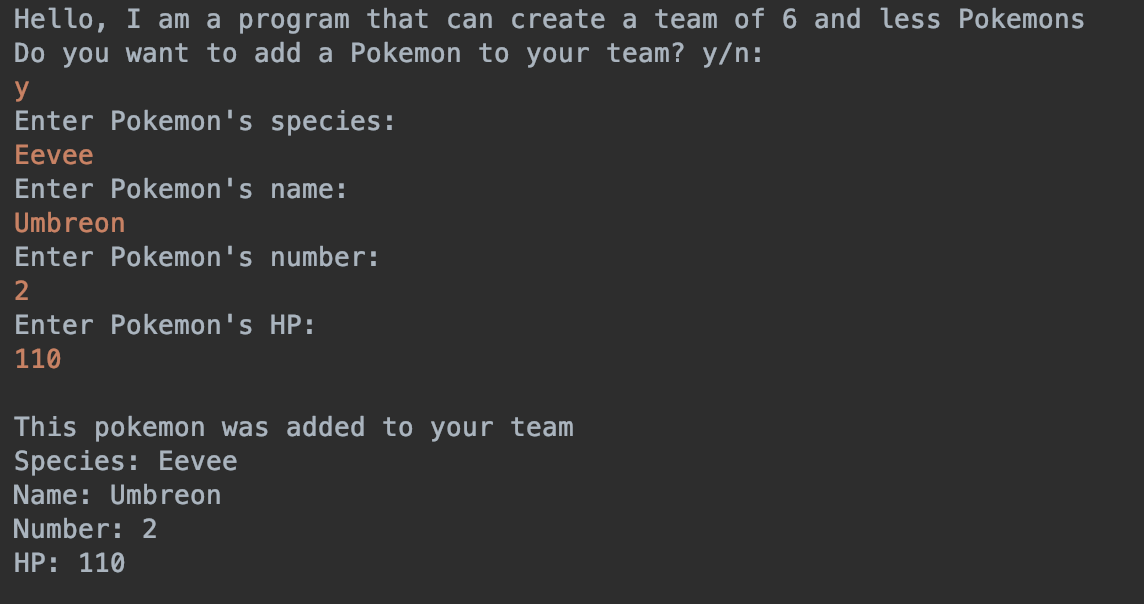 Hello, I am a program that can create a team of 6 and less Pokemons
Do you want to add a Pokemon to your team? y/n:
y
Enter Pokemon's species:
Eevee
Enter Pokemon's name:
Umbreon
Enter Pokemon's number:
2
Enter Pokemon's HP:
110
This pokemon was added to your team
Species: Eevee
Name: Umbreon
Number: 2
HP: 110